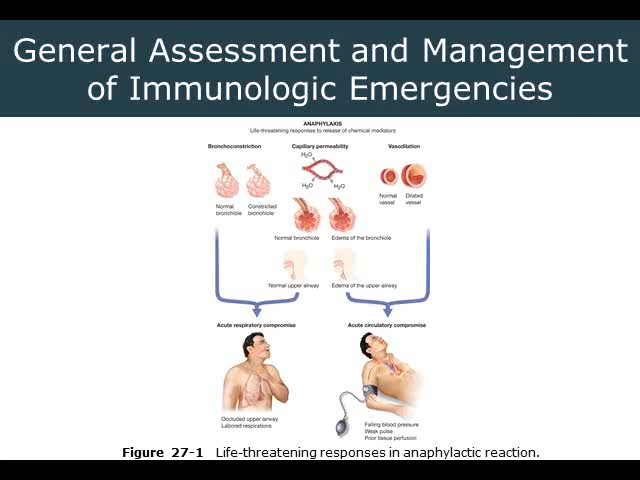 General Assessment and Management
of Immunologic Emergencies
ANAPHYLAXIS
Life-threatening responses to release of chemical mediators
Bronchoconstriction
Capillary permeability
Vasodilation
H₂O
H₂O
H₂O
Normal
bronchiole
Constricted
bronchiole
Normal
vessel
Dilated
vessel
Normal bronchiole
Edema of the bronchiole
Normal upper airway
Edema of the upper airway
Acute respiratory compromise
Acute circulatory compromise
Occluded upper airway
Labored respirations
Falling blood pressure
Weak pulse
Poor tissue perfusion
Figure 27-1 Life-threatening responses in anaphylactic reaction.